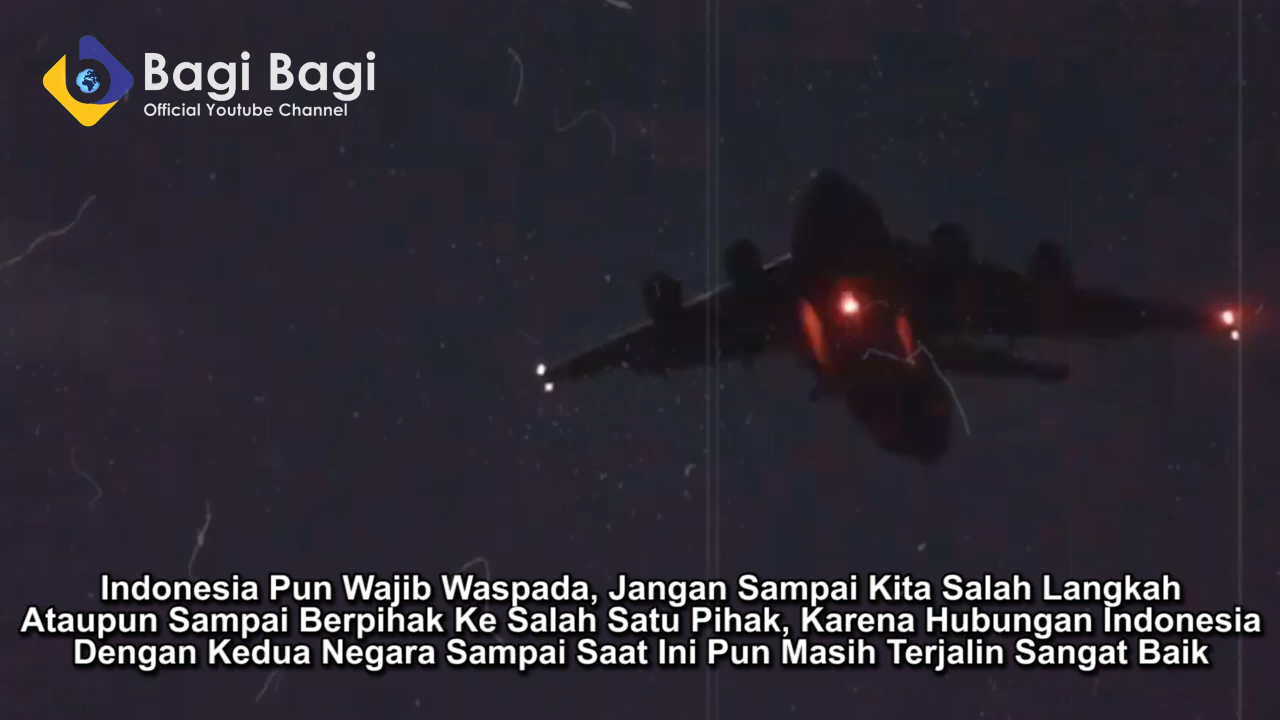 Bagi Bagi
Official Youtube Channel
Indonesia Pun Wajib Waspada, Jangan Sampai Kita Salah Langkah
Ataupun Sampai Berpihak Ke Salah Satu Pihak, Karena Hubungan Indonesia
Dengan Kedua Negara Sampai Saat Ini Pun Masih Terjalin Sangat Baik